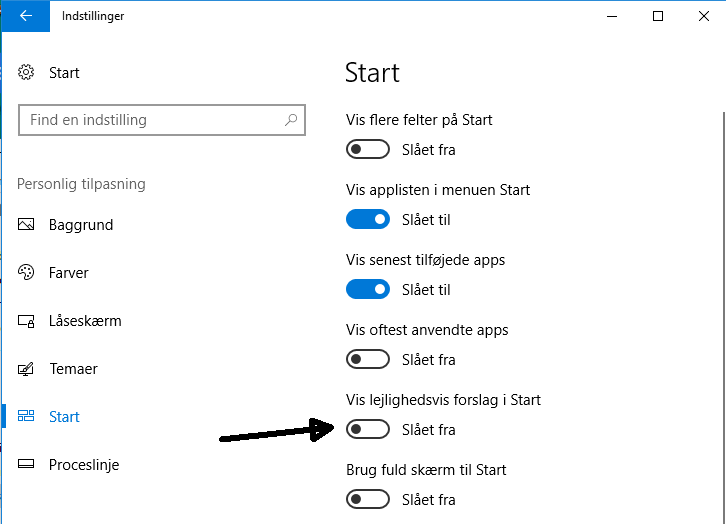 Indstillinger
Start
Find en indstilling
Personlig tilpasning
Baggrund
Farver
Låseskærm
Temaer
Start
Proceslinje
Start
Vis flere felter på Start
Slået fra
Vis applisten i menuen Start
Slået til
Vis senest tilføjede apps
Slået til
Vis oftest anvendte apps
Slået fra
Vis lejlighedsvis forslag i Start
Slået fra
Brug fuld skærm til Start
Slået fra